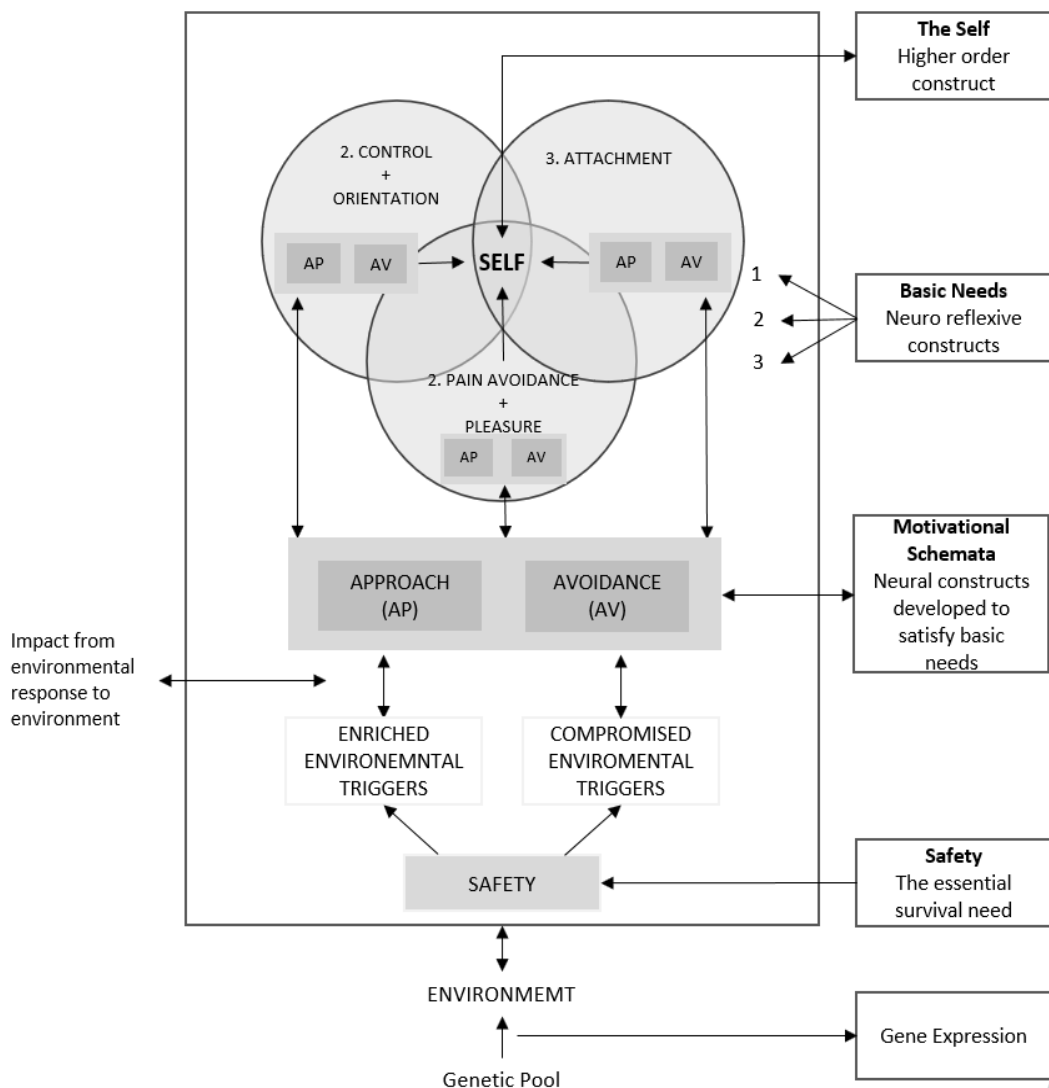 The Self
Higher order
construct
2. CONTROL
+
ORIENTATION
3. ATTACHMENT
AP
AV
SELF
AP
AV
1
2
3
Basic Needs
Neuro reflexive
constructs
2. PAIN AVOIDANCE
+
PLEASURE
AP
AV
APPROACH
(AP)
AVOIDANCE
(AV)
Motivational
Schemata
Neural constructs
developed to
satisfy basic
needs
Impact from
environmental
response to
environment
ENRICHED
ENVIRONEMNTAL
TRIGGERS
COMPROMISED
ENVIROMENTAL
TRIGGERS
SAFETY
Safety
The essential
survival need
ENVIRONMEMT
Genetic Pool
Gene Expression